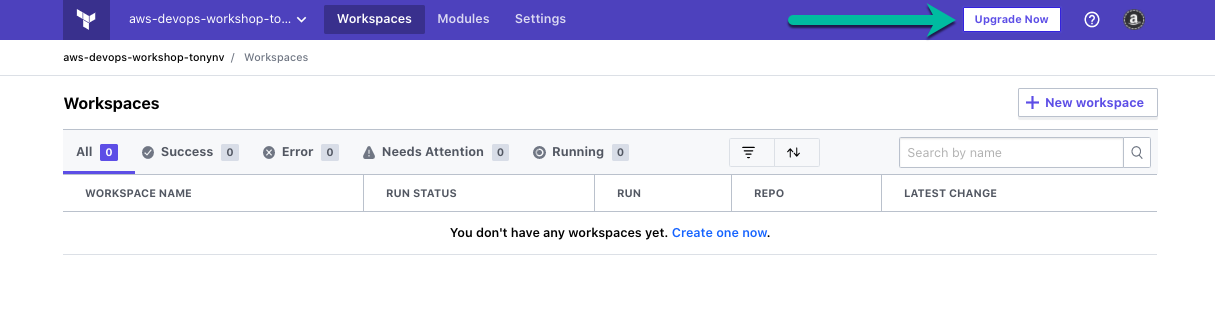 aws-devops-workshop-to... Workspaces Modules Settings Upgrade Now
aws-devops-workshop-tonynv / Workspaces
Workspaces
+ New workspace
All 0 Success 0 Error 0 Needs Attention 0 Running 0 Search by name
WORKSPACE NAME RUN STATUS RUN REPO LATEST CHANGE
You don't have any workspaces yet. Create one now.